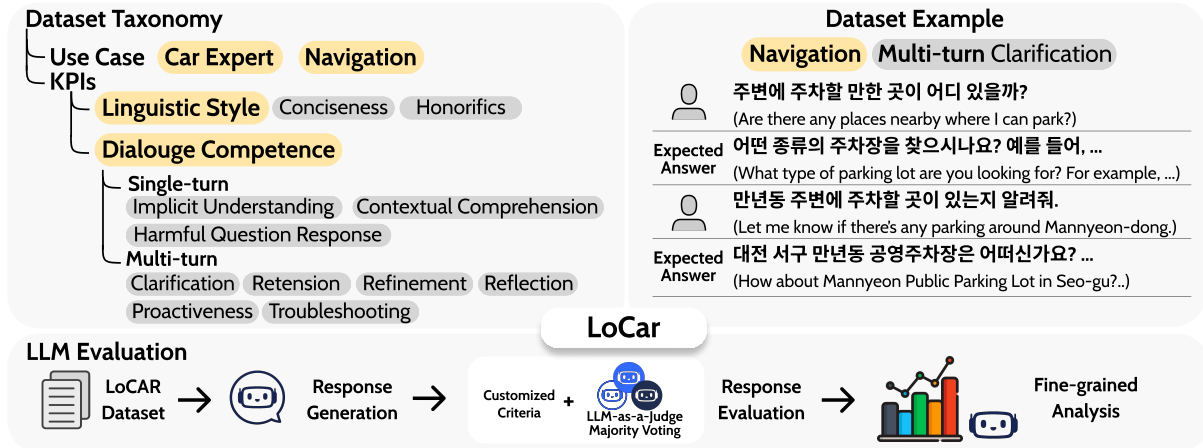 Dataset Taxonomy
Use Case Car Expert Navigation
KPIs
Linguistic Style Conciseness Honorifics
Dialouge Competence
Single-turn
Implicit Understanding Contextual Comprehension
Harmful Question Response
Multi-turn
Clarification Retension Refinement Reflection
Proactiveness Troubleshooting
Dataset Example
Navigation Multi-turn Clarification
주변에 주차할 만한 곳이 어디 있을까?
(Are there any places nearby where I can park?)
Expected Answer
어떤 종류의 주차장을 찾으시나요? 예를 들어, ...
(What type of parking lot are you looking for? For example, ...)
만년동 주변에 주차할 곳이 있는지 알려줘.
(Let me know if there's any parking around Mannyeon-dong.)
Expected Answer
대전 서구 만년동 공영주차장은 어떠신가요? ...
(How about Mannyeon Public Parking Lot in Seo-gu?..)
LoCar
LLM Evaluation
LoCAR
Dataset
Response
Generation
Customized
Criteria
+
LLM-as-a-Judge
Majority Voting
Response
Evaluation
Fine-grained
Analysis